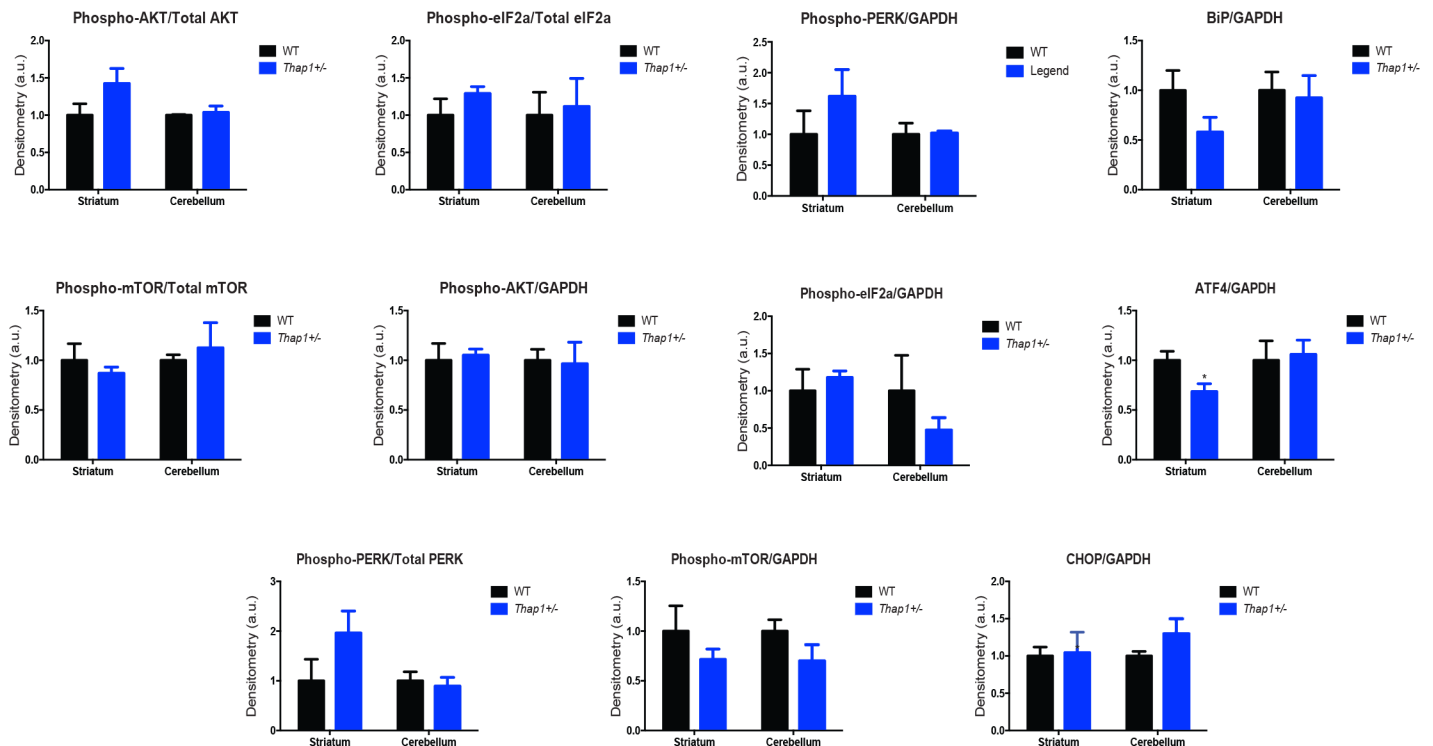 Phospho-AKT/Total AKT
Densitometry (a.u.)
2.0
1.5
1.0
0.5
0.0
Striatum Cerebellum
WT
Thap1+/-
Phospho-eIF2a/Total eIF2a
Densitometry (a.u.)
2.0
1.5
1.0
0.5
0.0
Striatum Cerebellum
WT
Thap1+/-
Phospho-PERK/GAPDH
Densitometry (a.u.)
2.5
2.0
1.5
1.0
0.5
0.0
Striatum Cerebellum
WT
Legend
BiP/GAPDH
Densitometry (a.u.)
1.5
1.0
0.5
0.0
Striatum Cerebellum
WT
Thap1+/-
Phospho-mTOR/Total mTOR
Densitometry (a.u.)
1.5
1.0
0.5
0.0
Striatum Cerebellum
WT
Thap1+/-
Phospho-AKT/GAPDH
Densitometry (a.u.)
1.5
1.0
0.5
0.0
Striatum Cerebellum
WT
Thap1+/-
Phospho-eIF2a/GAPDH
Densitometry (a.u.)
2.0
1.5
1.0
0.5
0.0
Striatum Cerebellum
WT
Thap1+/-
ATF4/GAPDH
Densitometry (a.u.)
1.5
1.0
0.5
0.0
*
Striatum Cerebellum
WT
Thap1+/-
Phospho-PERK/Total PERK
Densitometry (a.u.)
3
2
1
0
Striatum Cerebellum
WT
Thap1+/-
Phospho-mTOR/GAPDH
Densitometry (a.u.)
1.5
1.0
0.5
0.0
Striatum Cerebellum
WT
Thap1+/-
CHOP/GAPDH
Densitometry (a.u.)
2.0
1.5
1.0
0.5
0.0
Striatum Cerebellum
WT
Thap1+/-